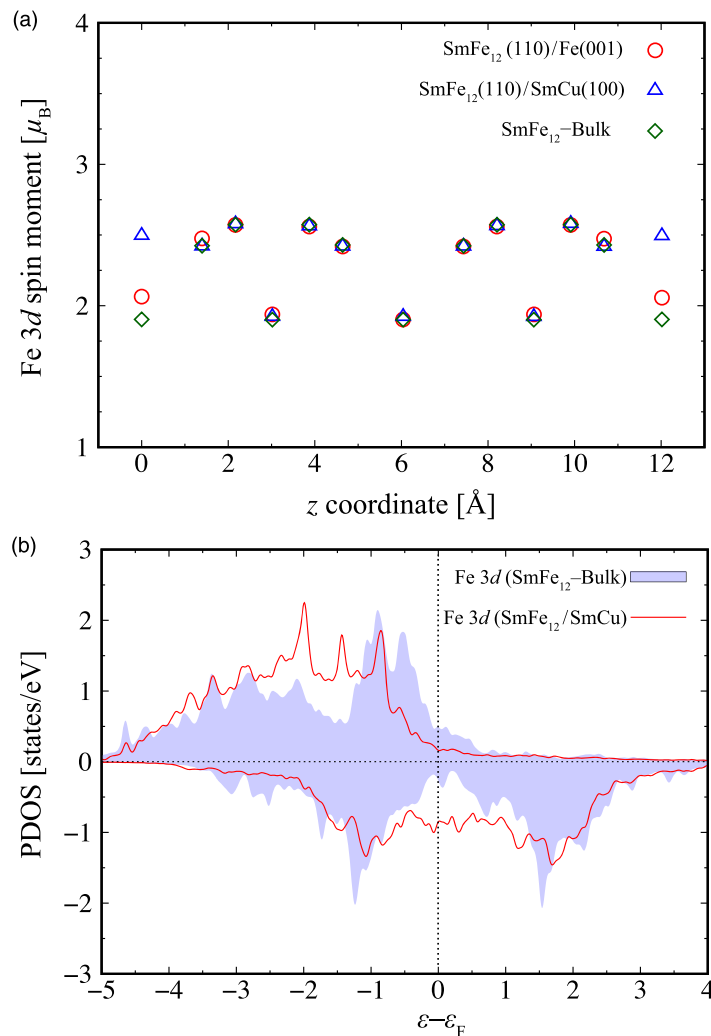 (a)
4
3
2
1
Fe 3d spin moment [μB]
SmFe12 (110)/Fe(001)
SmFe12(110)/SmCu(100)
SmFe12−Bulk
0 2 4 6 8 10 12
z coordinate [Å]
(b)
3
2
1
0
−1
−2
−3
PDOS [states/eV]
Fe 3d (SmFe12−Bulk)
Fe 3d (SmFe12/SmCu)
−5 −4 −3 −2 −1 0 1 2 3 4
ε−εF